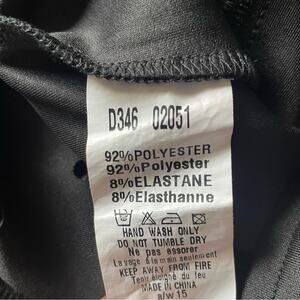 D346 02051
92%POLYESTER
92%Polyester
8%ELASTANE
8%Elasthanne
HAND WASH ONLY
DO NOT TUMBLE DRY
Ne pas essorer
Lavage à la main seulement
KEEP AWAY FROM FIRE
Tenir éloigné du feu
MADE IN CHINA
a/w 15